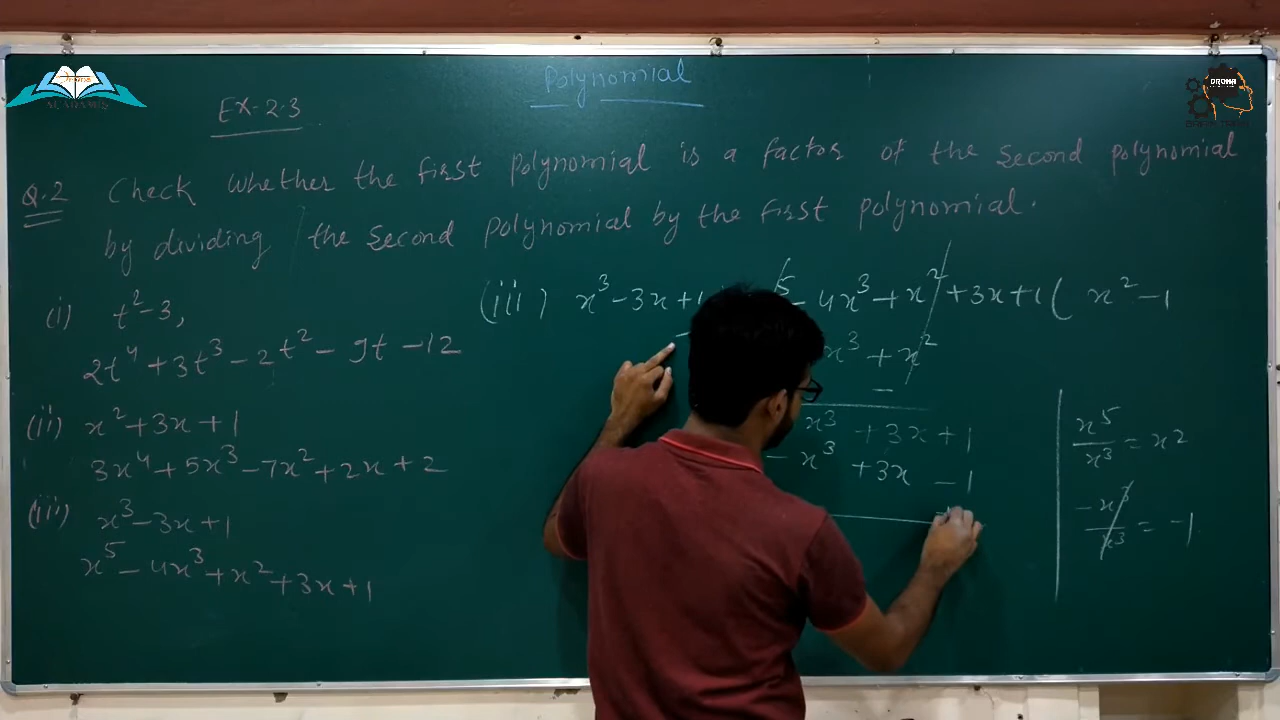 Polynomial
DRONA
EX-2.3
Q.2 Check whether the first polynomial is a factor of the second polynomial
by dividing the second polynomial by the first polynomial.
(i) t² - 3,
2t⁴ + 3t³ - 2t² - 9t - 12
(ii) x² + 3x + 1
3x⁴ + 5x³ - 7x² + 2x + 2
(iii) x³ - 3x + 1
x⁵ - 4x³ + x² + 3x + 1
(iii) x³ - 3x + 1 5 - 4x³ + x² + 3x + 1 ( x² - 1
x³ + x²
-
x³ + 3x + 1
- x³ + 3x - 1
x⁵/x³ = x²
-x³/x³ = -1